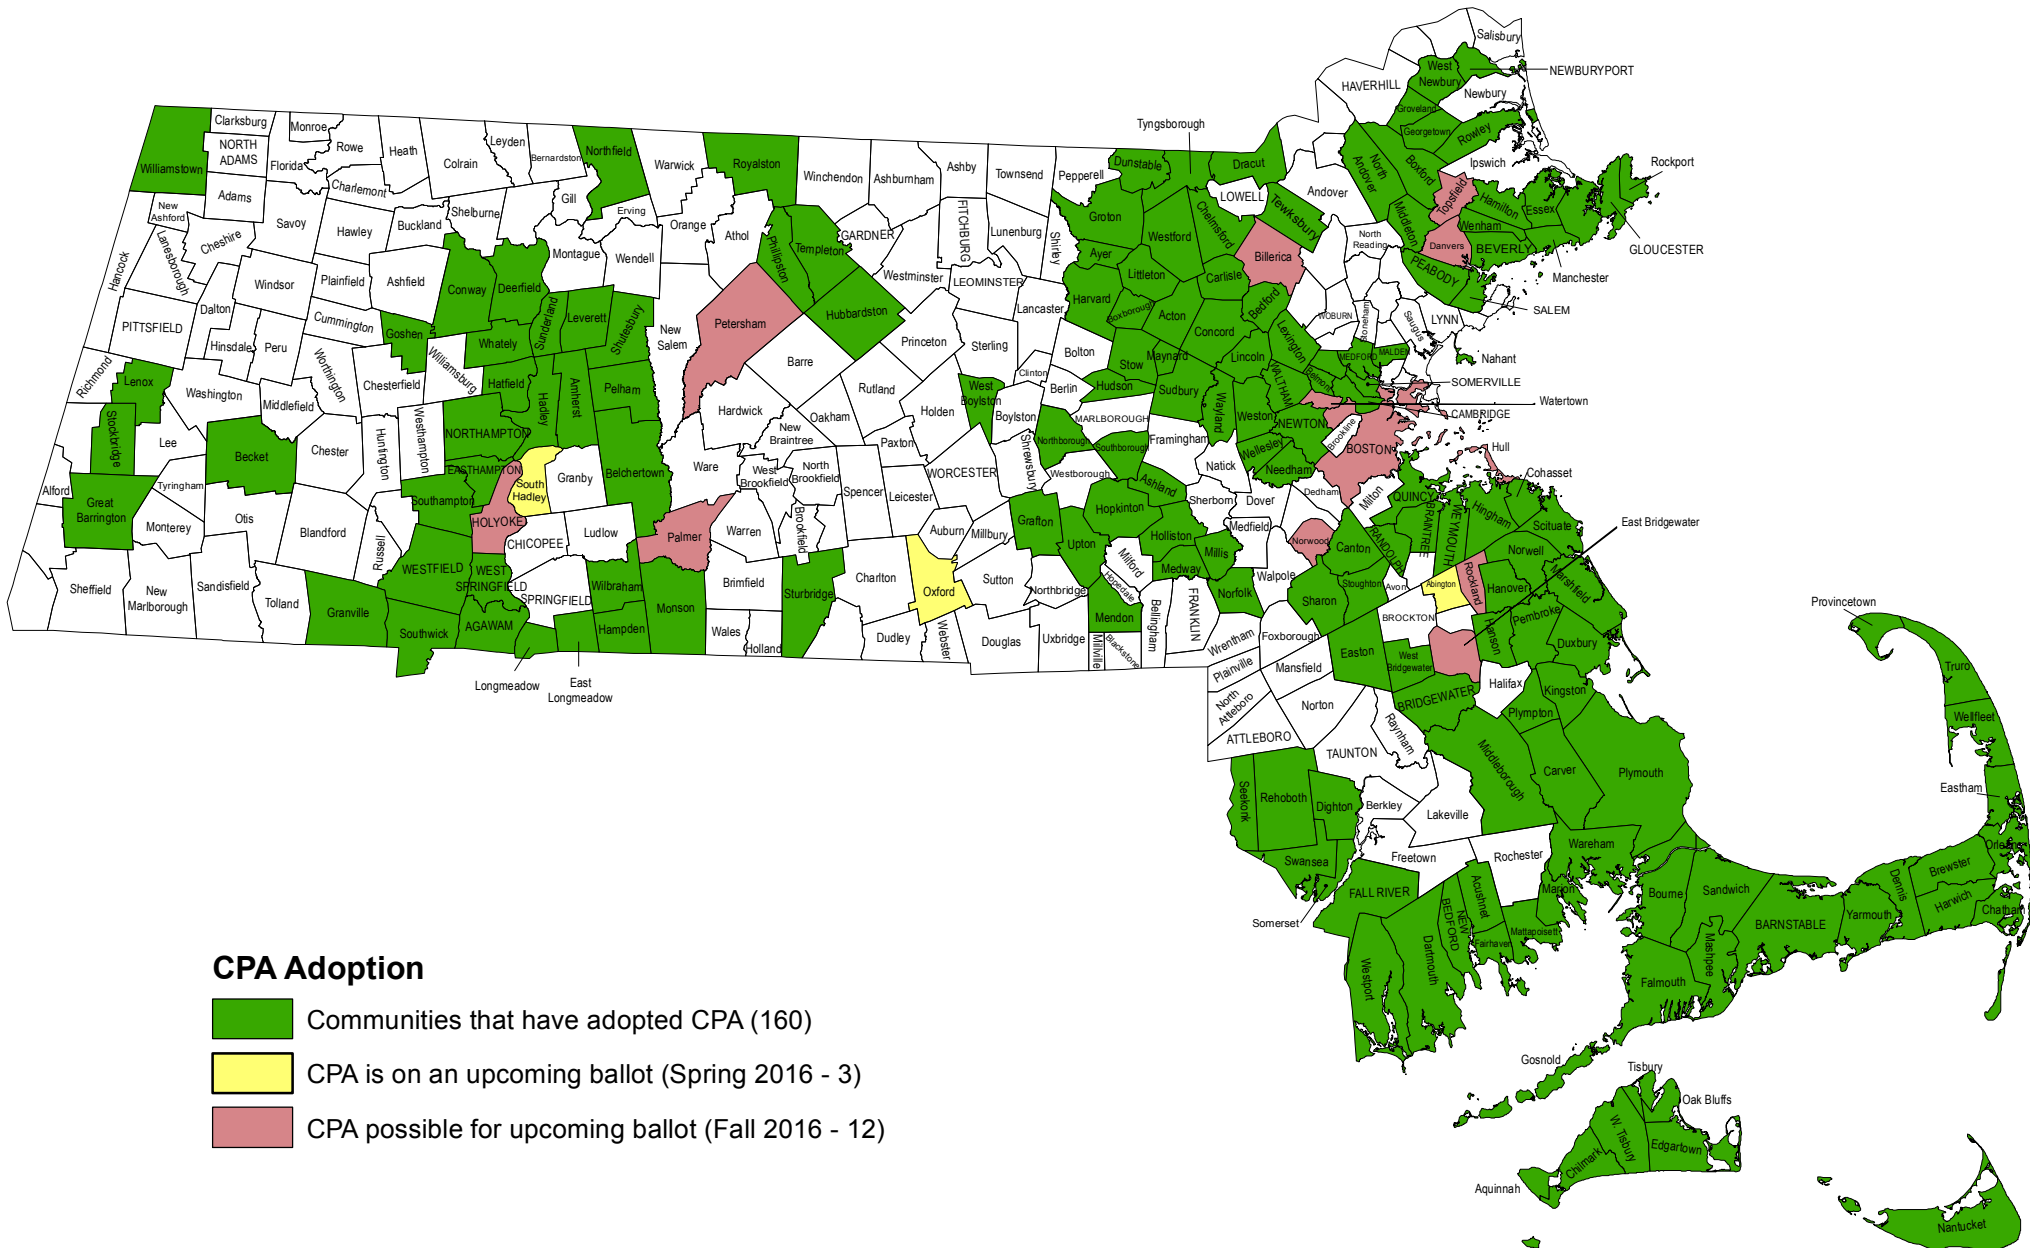 Salisbury
West
Newbury
NEWBURYPORT
HAVERHILL
Newbury
Groveland
Georgetown
Rowley
Tyngsborough
Clarksburg
Monroe
NORTH
ADAMS
Florida
Rowe
Heath
Colrain
Leyden
Bernardston
Northfield
Warwick
Royalston
Winchendon
Ashburnham
Ashby
Townsend
Pepperell
Dunstable
Dracut
North
Andover
Boxford
Ipswich
Rockport
Williamstown
Adams
Charlemont
Gill
Erving
Orange
Athol
Philipston
Templeton
GARDNER
FITCHBURG
Lunenburg
Shirley
Groton
Westford
Chelmsford
LOWELL
Tewksbury
Andover
Middleton
Topsfield
Hamilton
Essex
Wenham
GLOUCESTER
New
Ashford
Savoy
Hawley
Buckland
Shelburne
Montague
Wendell
Westminster
LEOMINSTER
Ayer
Littleton
Carlisle
Billerica
North
Reading
Danvers
BEVERLY
Manchester
PEABODY
Hancock
Lanesborough
Cheshire
Windsor
Plainfield
Ashfield
Conway
Deerfield
Sunderland
Leverett
Shutesbury
New
Salem
Petersham
Hubbardston
Princeton
Lancaster
Harvard
Boxborough
Acton
Concord
Bedford
Lexington
WOBURN
Stoneham
Saugus
LYNN
SALEM
PITTSFIELD
Dalton
Hinsdale
Peru
Cummington
Worthington
Goshen
Chesterfield
Williamsburg
Whately
Barre
Sterling
Clinton
Bolton
Berlin
Stow
Maynard
Hudson
Sudbury
Lincoln
WALTHAM
Belmont
MEDFORD
MALDEN
Nahant
SOMERVILLE
Richmond
Lenox
Washington
Middlefield
Hatfield
Hadley
Amherst
Pelham
Hardwick
Rutland
Oakham
Holden
West
Boylston
Boylston
MARLBOROUGH
Wayland
Weston
NEWTON
Brookline
Watertown
CAMBRIDGE
Stockbridge
Lee
Becket
Chester
Huntington
Westhampton
NORTHAMPTON
EASTHAMPTON
South
Hadley
Granby
Belchertown
Ware
New
Braintree
West
Brookfield
North
Brookfield
Paxton
WORCESTER
Shrewsbury
Northborough
Southborough
Westborough
Framingham
Natick
Wellesley
Needham
BOSTON
Hull
Cohasset
Alford
Great
Barrington
Tyringham
Monterey
Otis
Blandford
Russell
Southampton
HOLYOKE
CHICOPEE
Ludlow
Palmer
Warren
Brookfield
Spencer
Leicester
Auburn
Millbury
Grafton
Upton
Hopkinton
Ashland
Sherborn
Dover
Dedham
Milton
QUINCY
BRAINTREE
WEYMOUTH
Hingham
Scituate
East Bridgewater
Holliston
Medfield
Norwood
Canton
RANDOLPH
Norwell
Sheffield
New
Marlborough
Sandisfield
Tolland
Granville
WESTFIELD
WEST
SPRINGFIELD
SPRINGFIELD
Wilbraham
Monson
Brimfield
Sturbridge
Charlton
Oxford
Sutton
Northbridge
Milford
Hopedale
Medway
Millis
Norfolk
Walpole
Sharon
Stoughton
Avon
Abington
Rockland
Hanover
Marshfield
Southwick
AGAWAM
Hampden
Wales
Holland
Dudley
Webster
Douglas
Uxbridge
Millville
Blackstone
Mendon
Bellingham
FRANKLIN
Wrentham
Foxborough
Easton
BROCKTON
West
Bridgewater
Hanson
Pembroke
Duxbury
Provincetown
Longmeadow
East
Longmeadow
Plainville
North
Attleboro
Mansfield
Norton
ATTLEBORO
TAUNTON
Raynham
BRIDGEWATER
Halifax
Plympton
Kingston
Truro
Wellfleet
Seekonk
Rehoboth
Dighton
Berkley
Lakeville
Middleborough
Carver
Plymouth
Eastham
Swansea
Freetown
Rochester
Wareham
Orleans
Brewster
Somerset
FALL RIVER
NEW
BEDFORD
Acushnet
Marion
Bourne
Sandwich
BARNSTABLE
Yarmouth
Dennis
Harwich
Chatham
Fairhaven
Mattapoisett
Westport
Dartmouth
Mashpee
Falmouth
CPA Adoption
Communities that have adopted CPA (160)
CPA is on an upcoming ballot (Spring 2016 - 3)
CPA possible for upcoming ballot (Fall 2016 - 12)
Gosnold
Tisbury
Oak Bluffs
W. Tisbury
Edgartown
Chilmark
Aquinnah
Nantucket